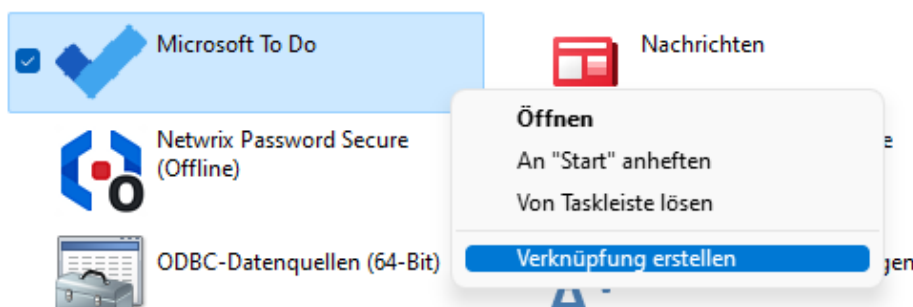 Microsoft To Do
Nachrichten
Netwrix Password Secure
(Offline)
Öffnen
An "Start" anheften
Von Taskleiste lösen
Verknüpfung erstellen
ODBC-Datenquellen (64-Bit)